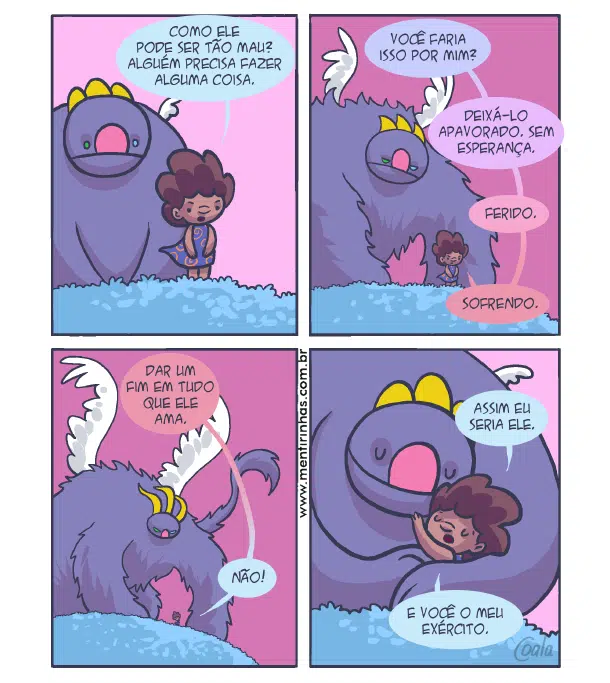 COMO ELE
PODE SER TÃO MAU?
ALGUÉM PRECISA FAZER
ALGUMA COISA.
VOCÊ FARIA
ISSO POR MIM?
DEIXÁ-LO
APAVORADO. SEM
ESPERANÇA.
FERIDO.
SOFRENDO.
DAR UM
FIM EM TUDO
QUE ELE
AMA.
NÃO!
www.mentirinhas.com.br
ASSIM EU
SERIA ELE.
E VOCÊ O MEU
EXÉRCITO.
Coala